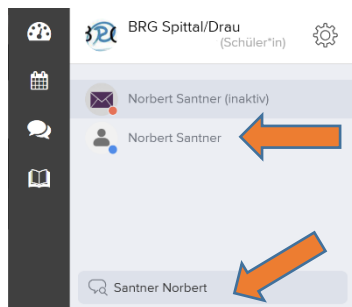 BRG Spittal/Drau
(Schüler*in)
Norbert Santner (inaktiv)
Norbert Santner
Santner Norbert